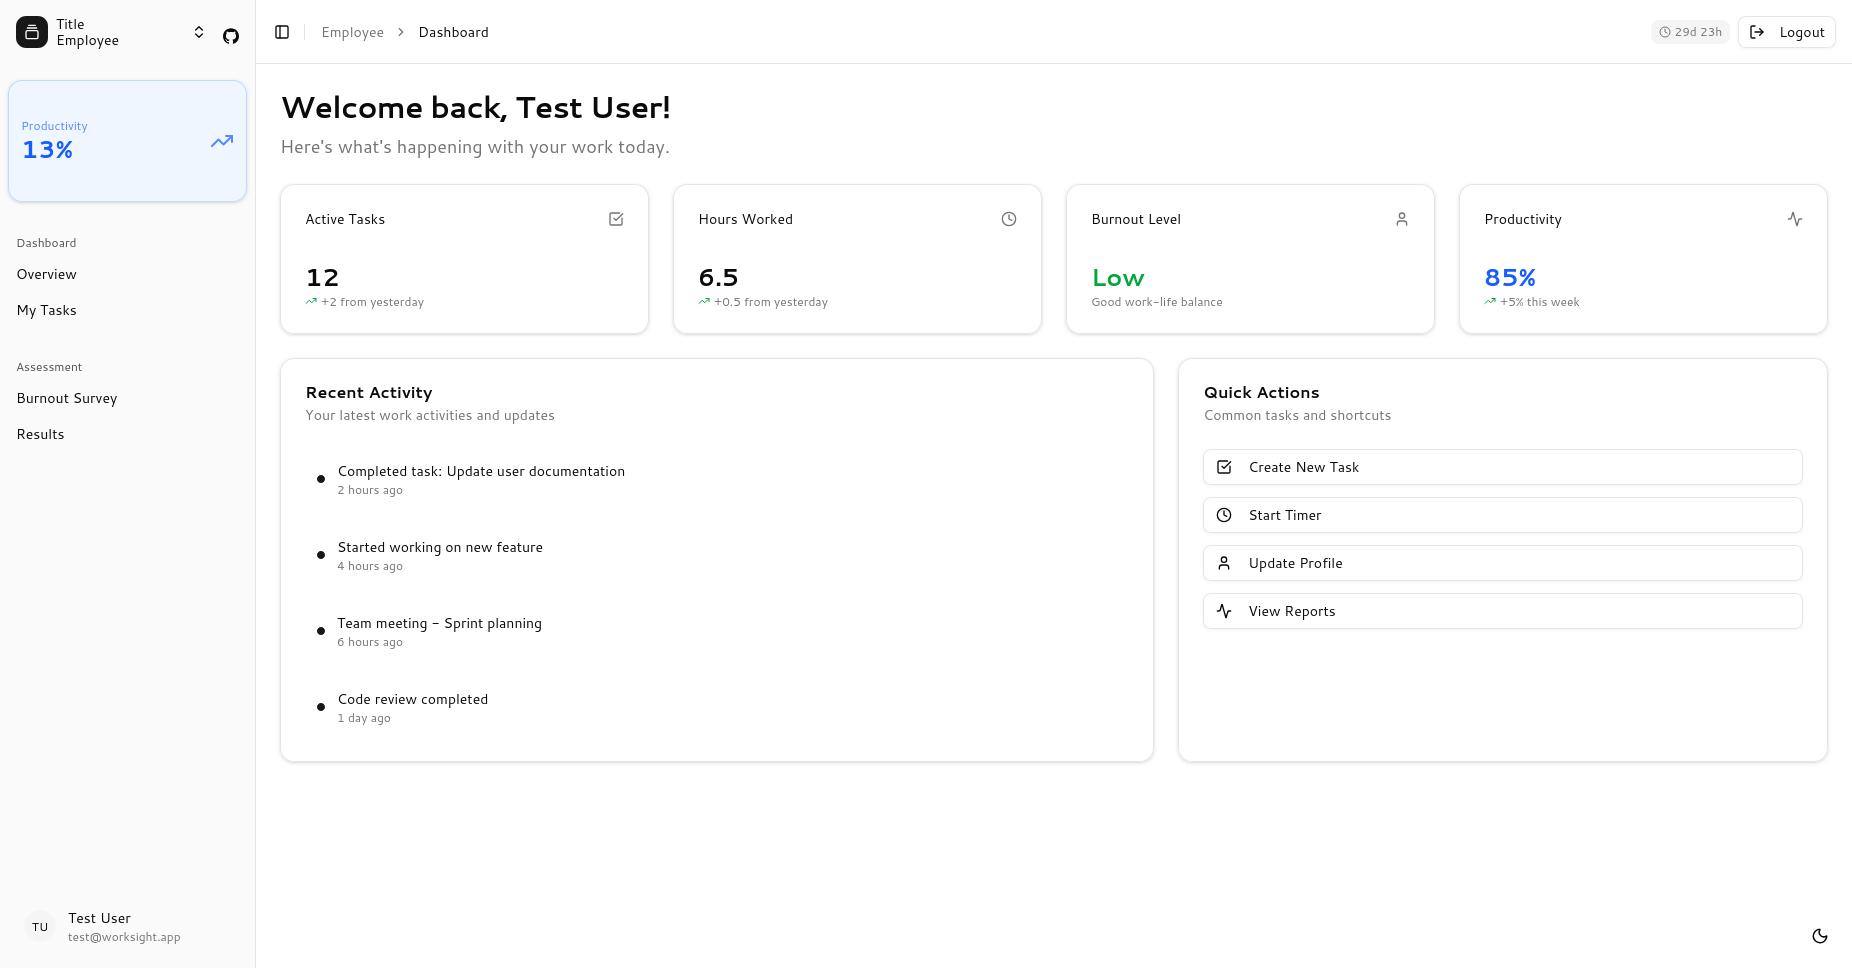 Title
Employee
Productivity
13%
Dashboard
Overview
My Tasks
Assessment
Burnout Survey
Results
TU
Test User
test@worksight.app
Employee
Dashboard
29d 23h
Logout
Welcome back, Test User!
Here's what's happening with your work today.
Active Tasks
12
+2 from yesterday
Hours Worked
6.5
+0.5 from yesterday
Burnout Level
Low
Good work-life balance
Productivity
85%
+5% this week
Recent Activity
Your latest work activities and updates
Completed task: Update user documentation
2 hours ago
Started working on new feature
4 hours ago
Team meeting - Sprint planning
6 hours ago
Code review completed
1 day ago
Quick Actions
Common tasks and shortcuts
Create New Task
Start Timer
Update Profile
View Reports